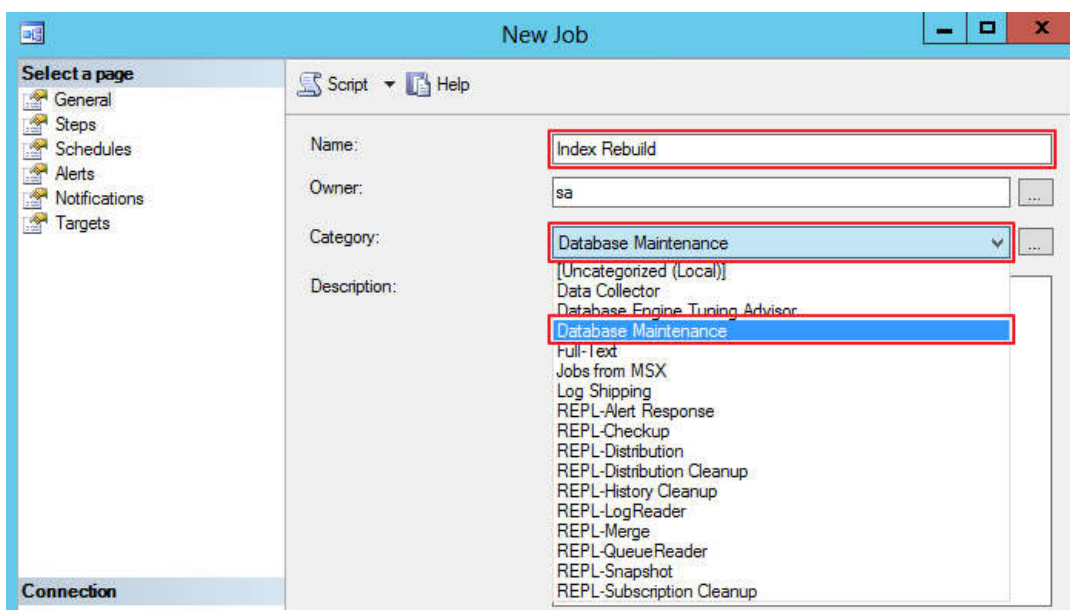 New Job
Select a page
General
Steps
Schedules
Alerts
Notifications
Targets
Connection
Script Help
Name: Index Rebuild
Owner: sa ...
Category: Database Maintenance ...
[Uncategorized (Local)]
Data Collector
Database Engine Tuning Advisor
Database Maintenance
Full-Text
Jobs from MSX
Log Shipping
REPL-Alert Response
REPL-Checkup
REPL-Distribution
REPL-Distribution Cleanup
REPL-History Cleanup
REPL-LogReader
REPL-Merge
REPL-QueueReader
REPL-Snapshot
REPL-Subscription Cleanup
Description: